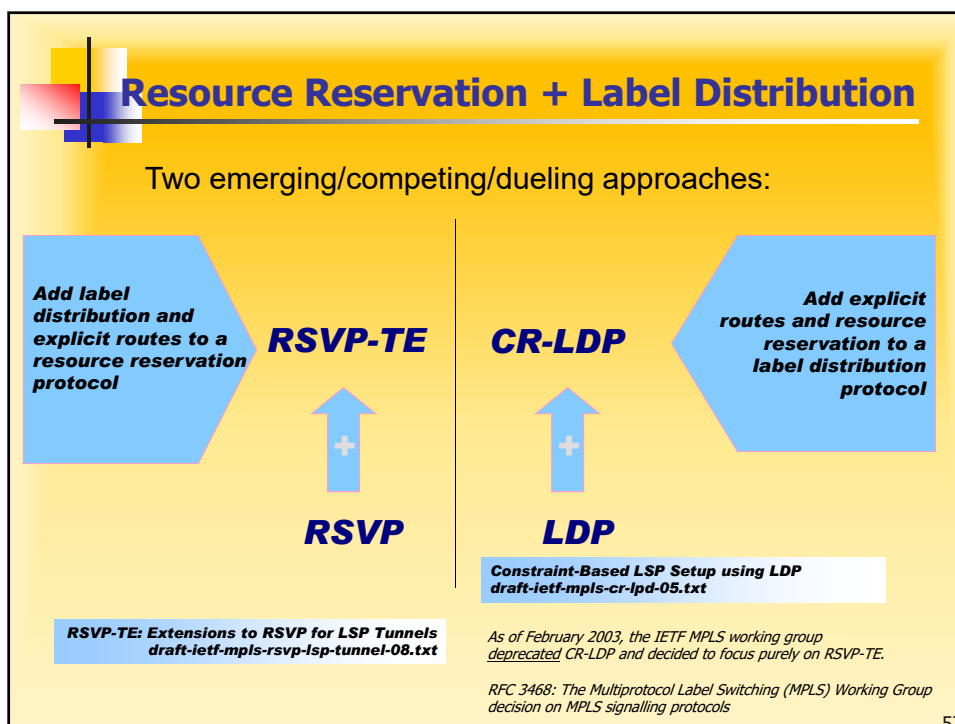 Resource Reservation + Label Distribution
Two emerging/competing/dueling approaches:
Add label
distribution and
explicit routes to a
resource reservation
protocol
RSVP-TE
+
RSVP
CR-LDP
+
LDP
Add explicit
routes and resource
reservation to a
label distribution
protocol
Constraint-Based LSP Setup using LDP
draft-ietf-mpls-cr-lpd-05.txt
RSVP-TE: Extensions to RSVP for LSP Tunnels
draft-ietf-mpls-rsvp-lsp-tunnel-08.txt
As of February 2003, the IETF MPLS working group
deprecated CR-LDP and decided to focus purely on RSVP-TE.
RFC 3468: The Multiprotocol Label Switching (MPLS) Working Group
decision on MPLS signalling protocols